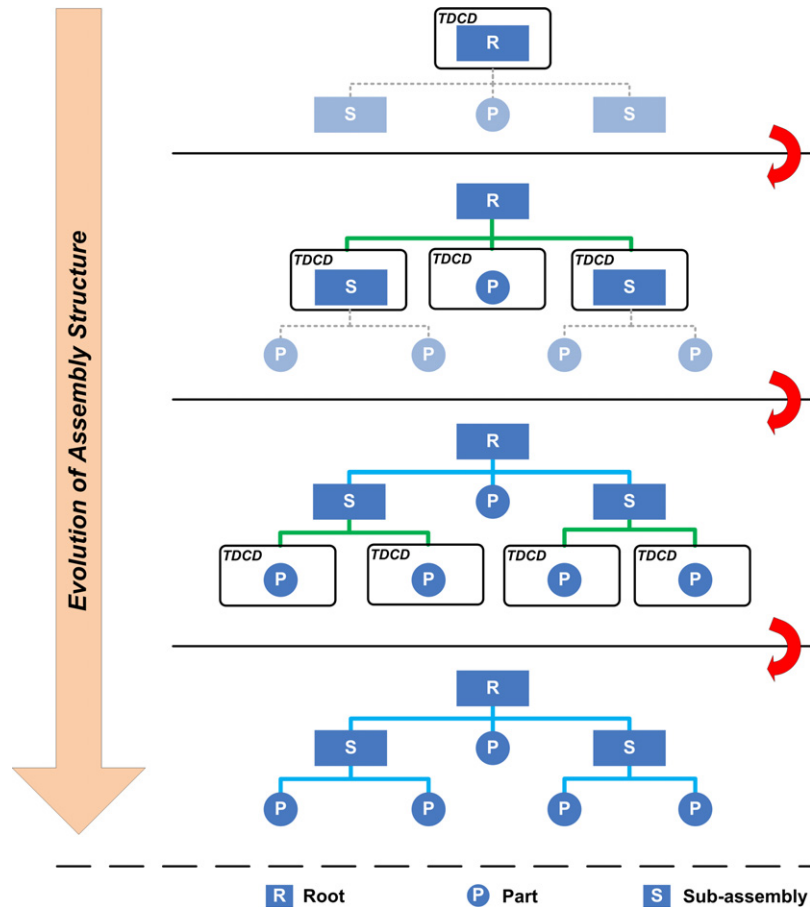 Evolution of Assembly Structure
TDCD
R
S P S
R
TDCD TDCD TDCD
S P S
P P P P
R
S P S
TDCD TDCD TDCD TDCD
P P P P
R
S P S
P P P P
R Root P Part S Sub-assembly